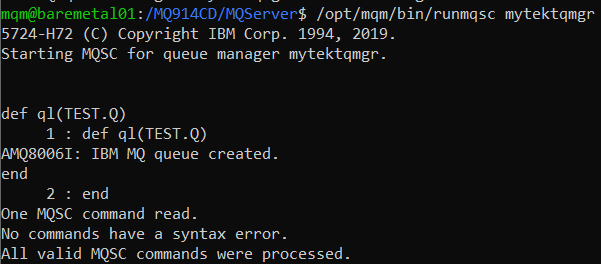 mqm@baremetal01:/MQ914CD/MQServer$ /opt/mqm/bin/runmqsc mytektqmgr
5724-H72 (C) Copyright IBM Corp. 1994, 2019.
Starting MQSC for queue manager mytektqmgr.
def ql(TEST.Q)
1 : def ql(TEST.Q)
AMQ8006I: IBM MQ queue created.
end
2 : end
One MQSC command read.
No commands have a syntax error.
All valid MQSC commands were processed.